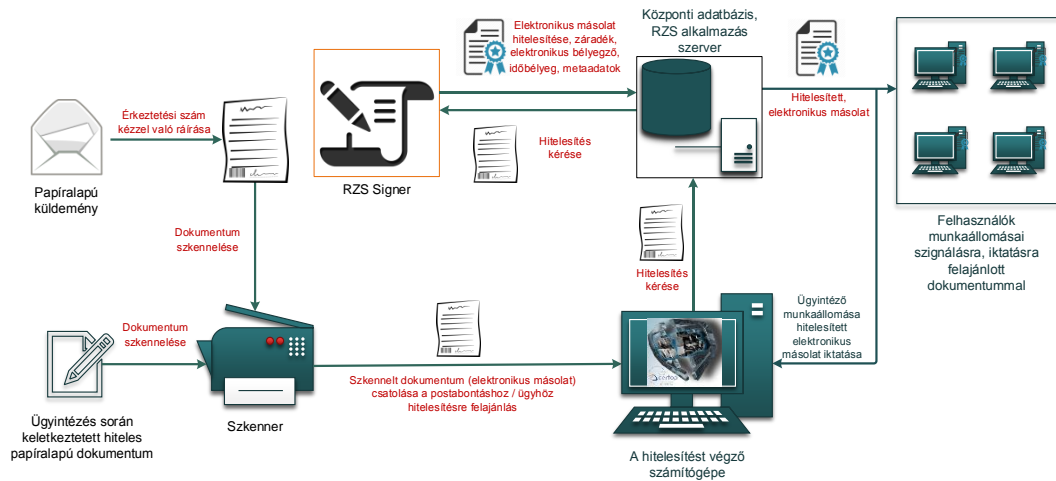 Elektronikus másolat
hitelesítése, záradék,
elektronikus bélyegző,
időbélyeg, metaadatok
Központi adatbázis,
RZS alkalmazás
szerver
Érkeztetési szám
kézzel való ráírása
Hitelesített,
elektronikus másolat
Hitelesítés
kérése
RZS Signer
Papíralapú
küldemény
Dokumentum
szkennelése
Felhasználók
munkaállomásai
szignálásra, iktatásra
felajánlott
dokumentummal
Hitelesítés
kérése
Ügyintéző
munkaállomása
hitelesített
elektronikus
másolat iktatása
Dokumentum
szkennelése
Szkennelt dokumentum (elektronikus másolat)
csatolása a postabontáshoz / ügyhöz
hitelesítésre felajánlás
Ügyintézés során
keletkeztetett hiteles
papíralapú dokumentum
Szkenner
A hitelesítést végző
számítógépe